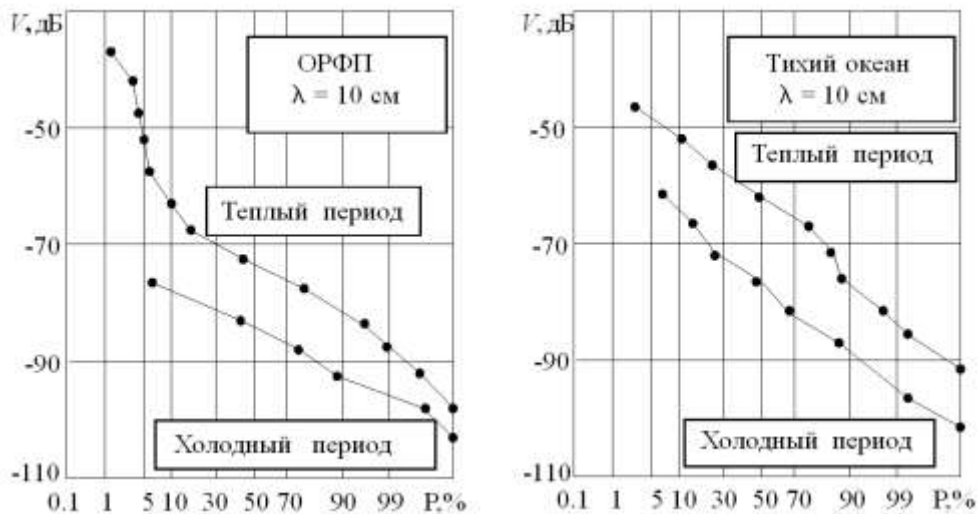 V, дБ
ОРФП
λ = 10 см
-50
Теплый период
-70
-90
Холодный период
-110
0.1 1 5 10 30 50 70 90 99 P,%
V, дБ
Тихий океан
λ = 10 см
-50
Теплый период
-70
-90
Холодный период
-110
0.1 1 5 10 30 50 70 90 99 P,%